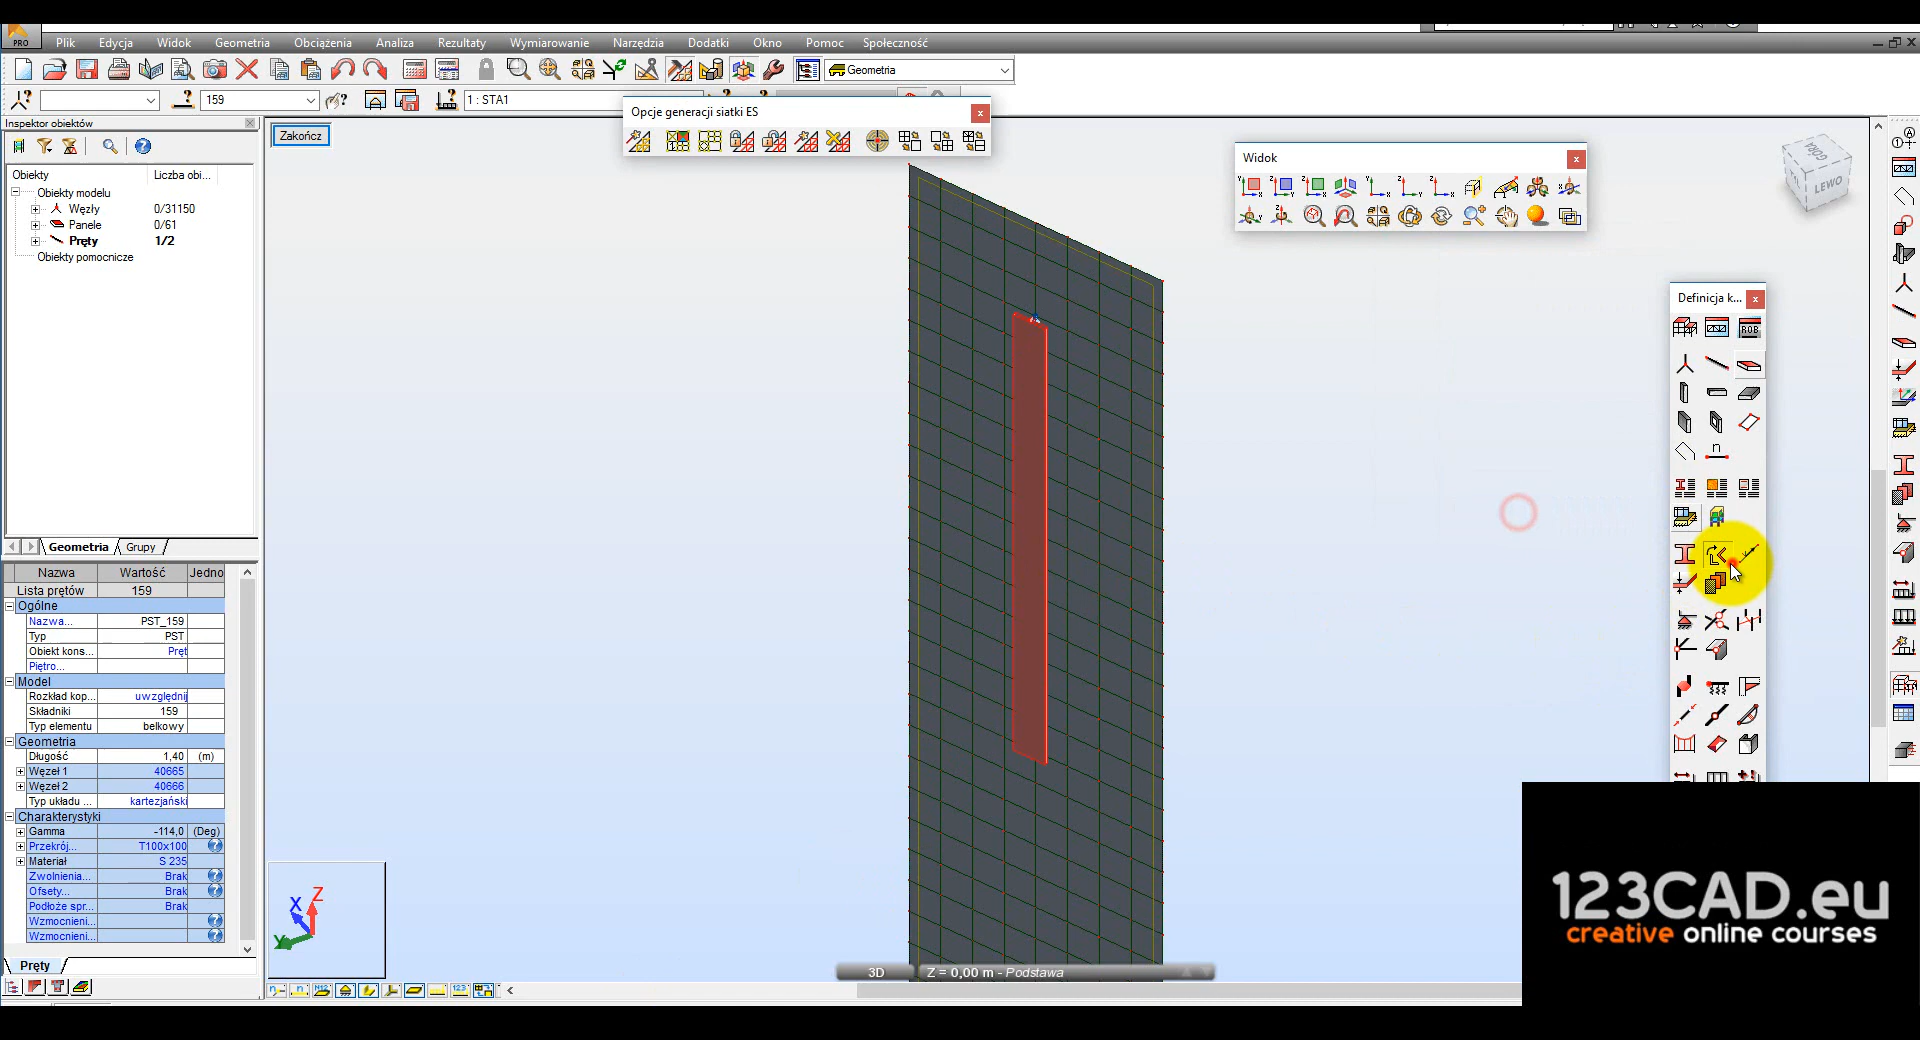 PRO
Plik Edycja Widok Geometria Obciążenia Analiza Rezultaty Wymiarowanie Narzędzia Dodatki Okno Pomoc Społeczność
Geometria
159
1 : STA1
Inspektor obiektów
Zakończ
Opcje generacji siatki ES
Widok
Obiekty Liczba obi...
Obiekty modelu
Węzły 0/31150
Panele 0/61
Pręty 1/2
Obiekty pomocnicze
GÓRA
LEWO
Definicja k...
ROB
n
Geometria Grupy
Nazwa Wartość Jedno
Lista prętów 159
Ogólne
Nazwa... PST_159
Typ PST
Obiekt kons... Pręt
Piętro...
Model
Rozkład kop... uwzględnij
Składniki 159
Typ elementu belkowy
Geometria
Długość 1,40 (m)
Węzeł 1 40665
Węzeł 2 40666
Typ układu ... kartezjański
Charakterystyki
Gamma -114,0 (Deg)
Przekrój... T100x100
Materiał S 235
Zwolnienia... Brak
Ofsety... Brak
Podłoże spr... Brak
Wzmocnieni...
Wzmocnieni...
Pręty
X Z
Y
3D Z = 0,00 m - Podstawa
123CAD.eu
creative online courses